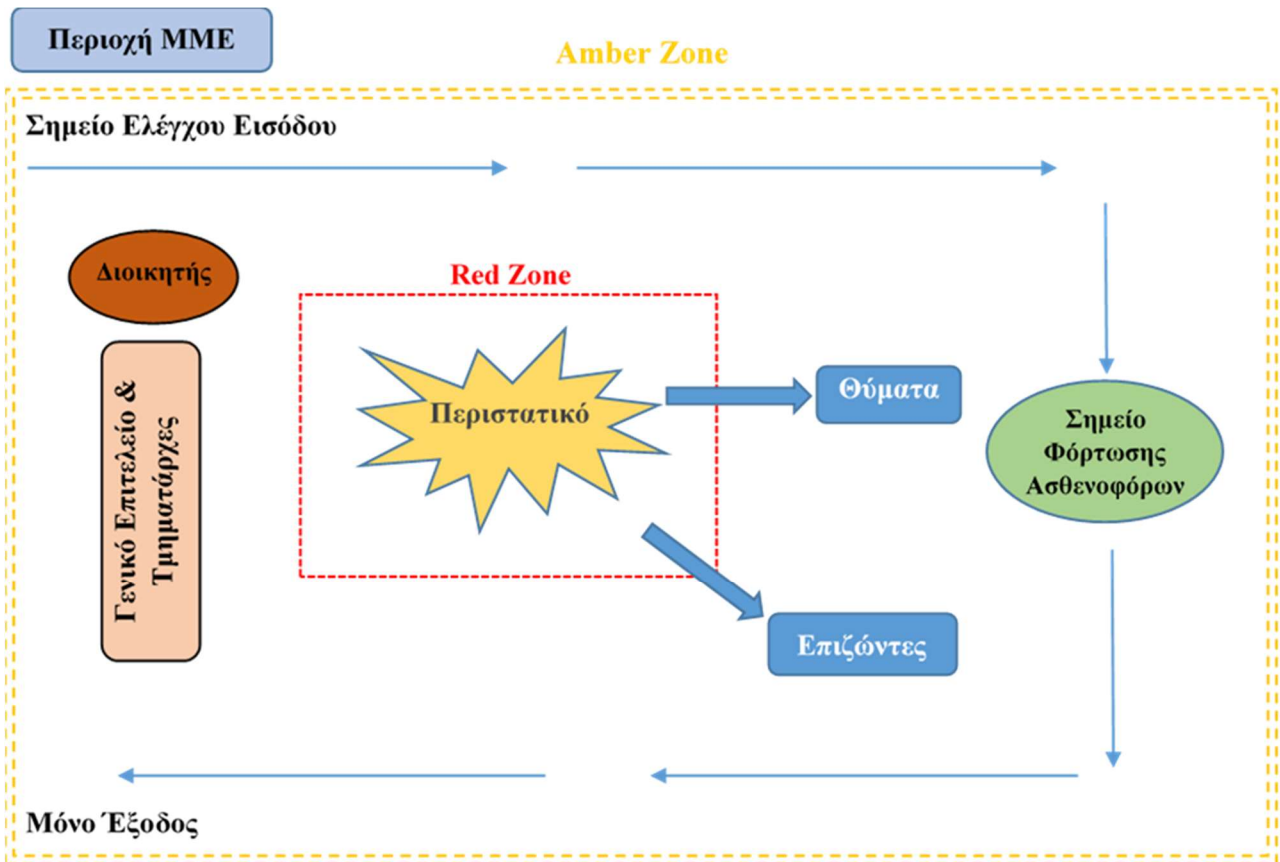 Περιοχή ΜΜΕ
Amber Zone
Σημείο Ελέγχου Εισόδου
Διοικητής
Γενικό Επιτελείο &
Τμηματάρχες
Red Zone
Περιστατικό
Θύματα
Επιζώντες
Σημείο
Φόρτωσης
Ασθενοφόρων
Μόνο Έξοδος